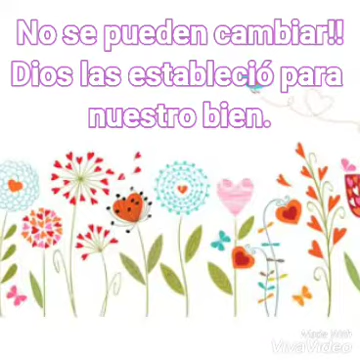 No se pueden cambiar!!
Dios las estableció para
nuestro bien.
Made With
VivaVideo